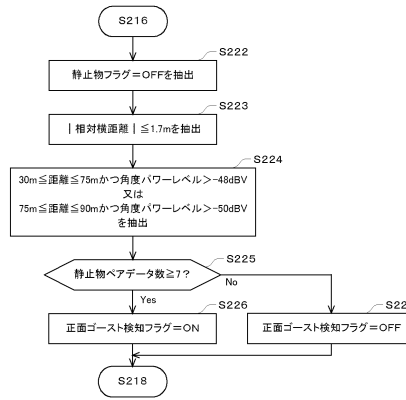 S216
S222
静止物フラグ=OFFを抽出
S223
|相対横距離|≦1.7mを抽出
S224
30m≦距離≦75mかつ角度パワーレベル>-48dBV
又は
75m≦距離≦90mかつ角度パワーレベル>-50dBV
を抽出
S225
静止物ペアデータ数≧7?
No
Yes
S226
S22
正面ゴースト検知フラグ=ON
正面ゴースト検知フラグ=OFF
S218